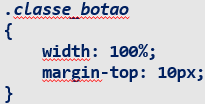 .classe_botao
{
width: 100%;
margin-top: 10px;
}